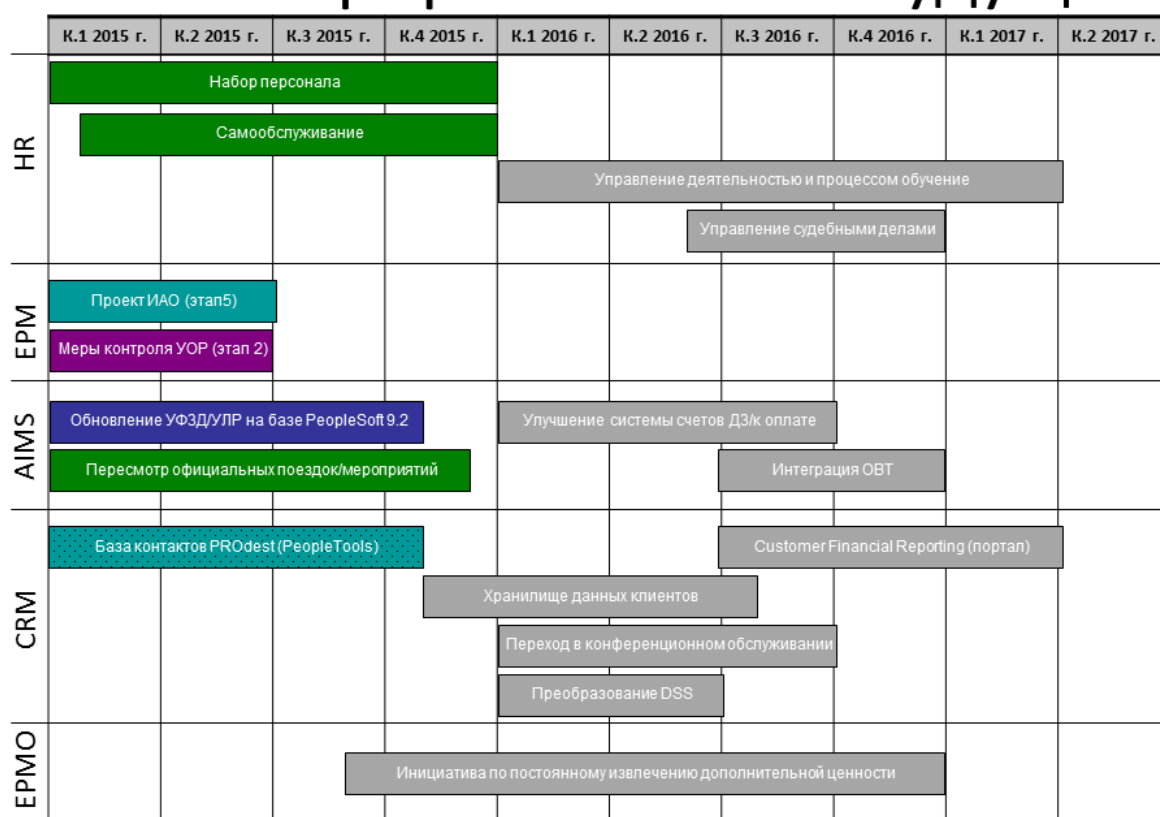 К.1 2015 г. К.2 2015 г. К.3 2015 г. К.4 2015 г. К.1 2016 г. К.2 2016 г. К.3 2016 г. К.4 2016 г. К.1 2017 г. К.2 2017 г.
HR
Набор персонала
Самообслуживание
Управление деятельностью и процессом обучение
Управление судебными делами
EPM
Проект ИАО (этап5)
Меры контроля УОР (этап 2)
AIMS
Обновление УФЗД/УЛР на базе PeopleSoft 9.2
Улучшение системы счетов ДЗ/к оплате
Пересмотр официальных поездок/мероприятий
Интеграция ОВТ
CRM
База контактов PROdest (PeopleTools)
Customer Financial Reporting (портал)
Хранилище данных клиентов
Переход в конференционном обслуживании
Преобразование DSS
EPMO
Инициатива по постоянному извлечению дополнительной ценности